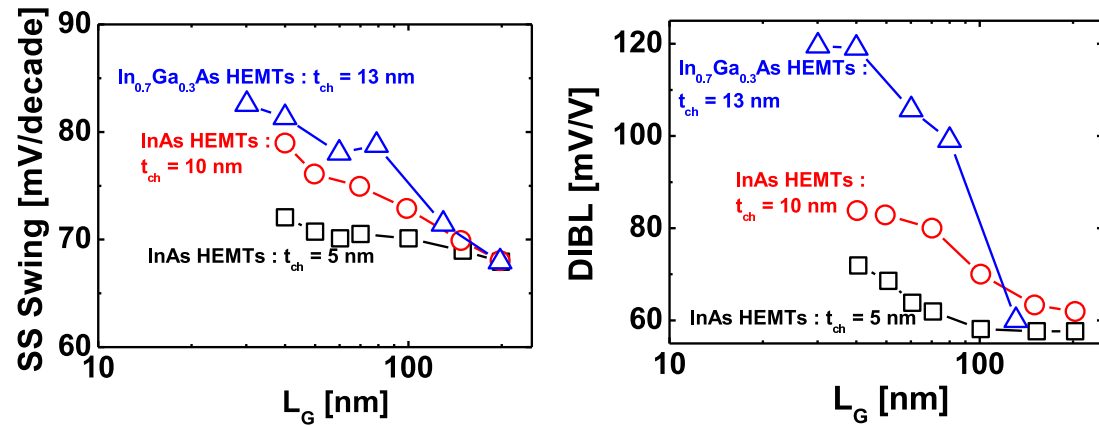 SS Swing [mV/decade]
90
80
70
60
In0.7Ga0.3As HEMTs : tch = 13 nm
InAs HEMTs :
tch = 10 nm
InAs HEMTs : tch = 5 nm
10
100
LG [nm]
DIBL [mV/V]
120
100
80
60
In0.7Ga0.3As HEMTs :
tch = 13 nm
InAs HEMTs :
tch = 10 nm
InAs HEMTs : tch = 5 nm
10
100
LG [nm]